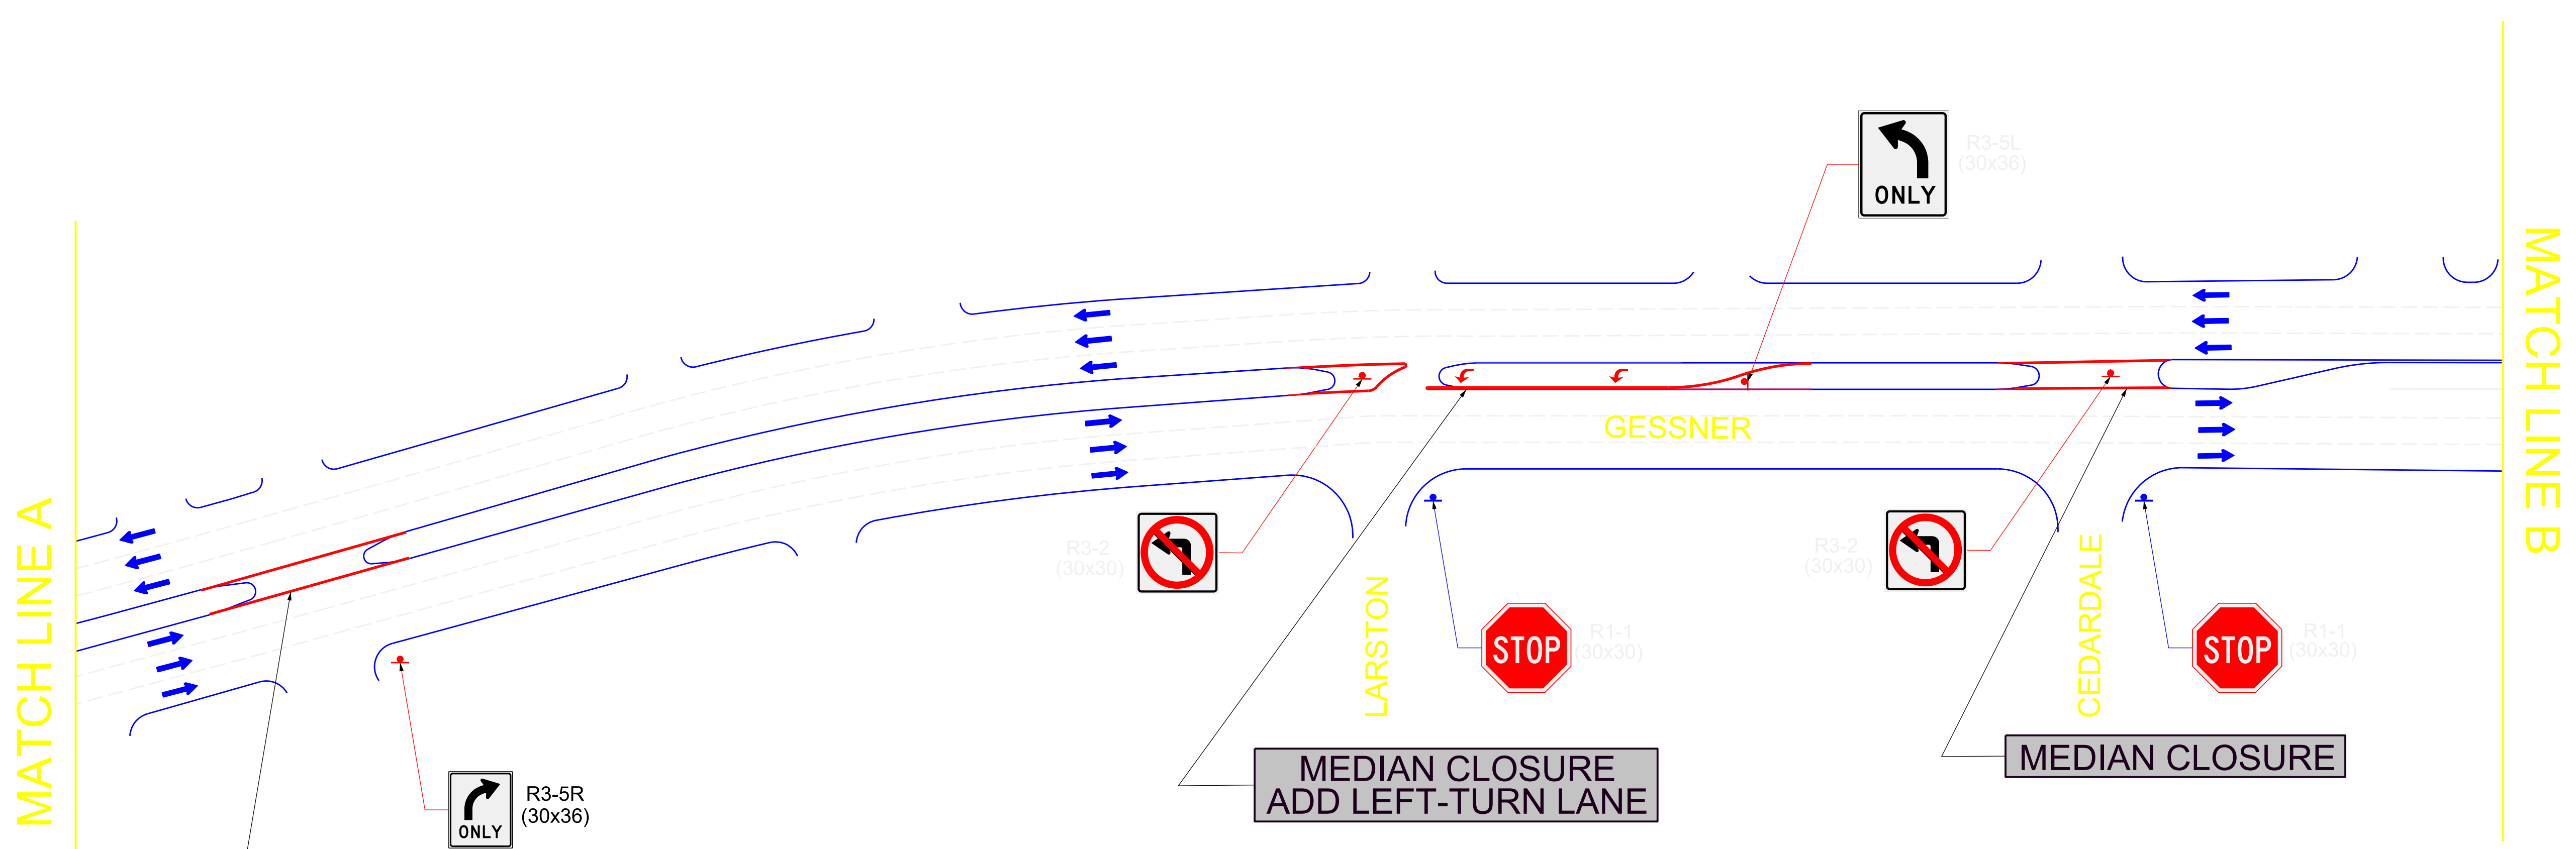 R3-5L
(30x36)
ONLY
MATCH LINE A
MATCH LINE B
GESSNER
R3-2
(30x30)
R3-2
(30x30)
LARSTON
CEDARDALE
STOP
R1-1
(30x30)
STOP
R1-1
(30x30)
MEDIAN CLOSURE
ADD LEFT-TURN LANE
MEDIAN CLOSURE
R3-5R
(30x36)
ONLY